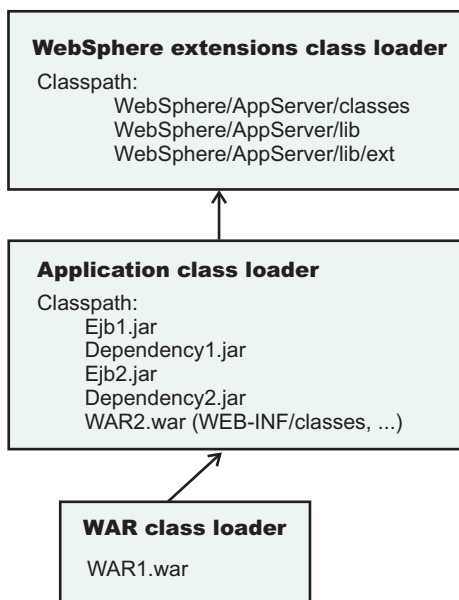 WebSphere extensions class loader
Classpath:
WebSphere/AppServer/classes
WebSphere/AppServer/lib
WebSphere/AppServer/lib/ext
Application class loader
Classpath:
Ejb1.jar
Dependency1.jar
Ejb2.jar
Dependency2.jar
WAR2.war (WEB-INF/classes, ...)
WAR class loader
WAR1.war